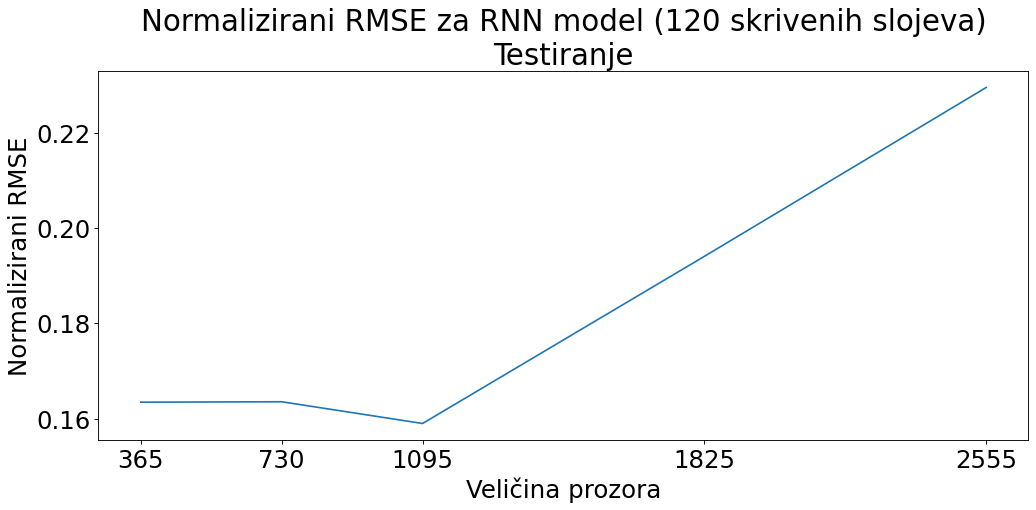 Normalizirani RMSE za RNN model (120 skrivenih slojeva)
Testiranje
Normalizirani RMSE
0.22
0.20
0.18
0.16
365 730 1095 1825 2555
Veličina prozora